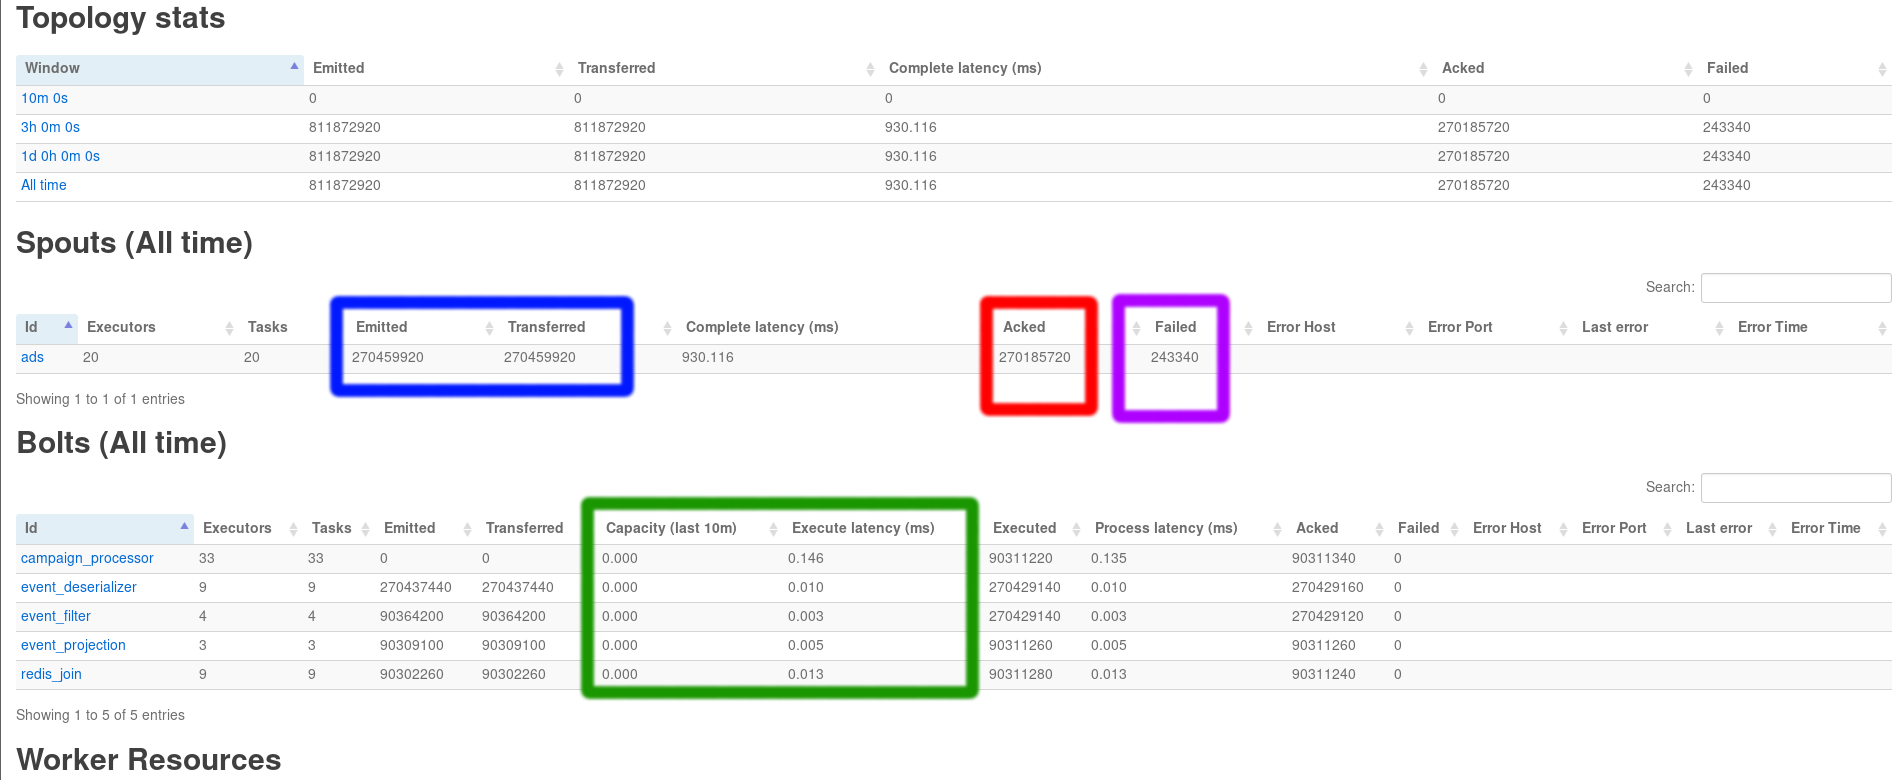 Topology stats
Window Emitted Transferred Complete latency (ms) Acked Failed
10m 0s 0 0 0 0 0
3h 0m 0s 811872920 811872920 930.116 270185720 243340
1d 0h 0m 0s 811872920 811872920 930.116 270185720 243340
All time 811872920 811872920 930.116 270185720 243340
Spouts (All time)
Search:
Id Executors Tasks Emitted Transferred Complete latency (ms) Acked Failed Error Host Error Port Last error Error Time
ads 20 20 270459920 270459920 930.116 270185720 243340
Showing 1 to 1 of 1 entries
Bolts (All time)
Search:
Id Executors Tasks Emitted Transferred Capacity (last 10m) Execute latency (ms) Executed Process latency (ms) Acked Failed Error Host Error Port Last error Error Time
campaign_processor 33 33 0 0 0.000 0.146 90311220 0.135 90311340 0
event_deserializer 9 9 270437440 270437440 0.000 0.010 270429140 0.010 270429160 0
event_filter 4 4 90364200 90364200 0.000 0.003 270429140 0.003 270429120 0
event_projection 3 3 90309100 90309100 0.000 0.005 90311260 0.005 90311260 0
redis_join 9 9 90302260 90302260 0.000 0.013 90311280 0.013 90311240 0
Showing 1 to 5 of 5 entries
Worker Resources